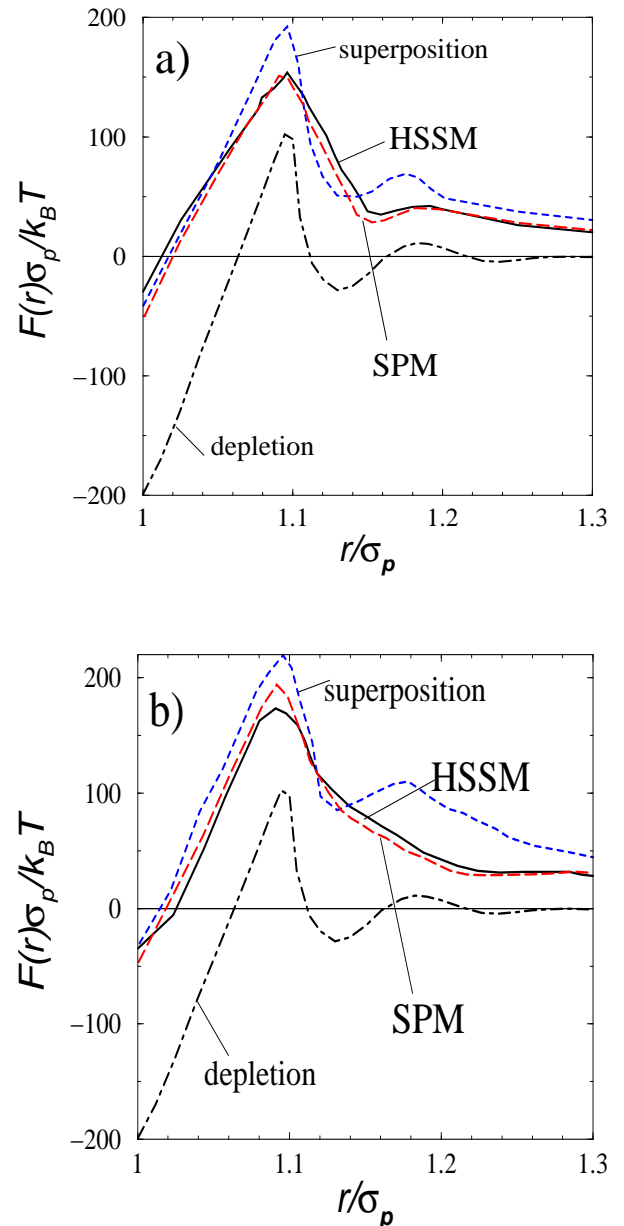 a)
superposition
HSSM
SPM
depletion
200
100
0
−100
−200
F(r)σp/kBT
1
1.1
1.2
1.3
r/σp
b)
superposition
HSSM
SPM
depletion
200
100
0
−100
−200
F(r)σp/kBT
1
1.1
1.2
1.3
r/σp